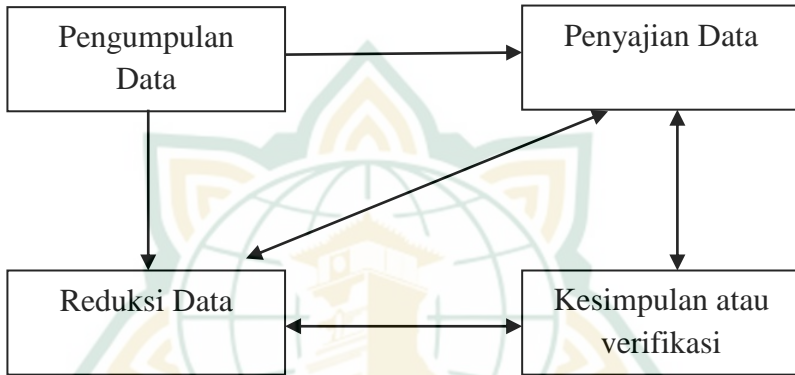 Pengumpulan
Data
Penyajian Data
Reduksi Data
Kesimpulan atau
verifikasi